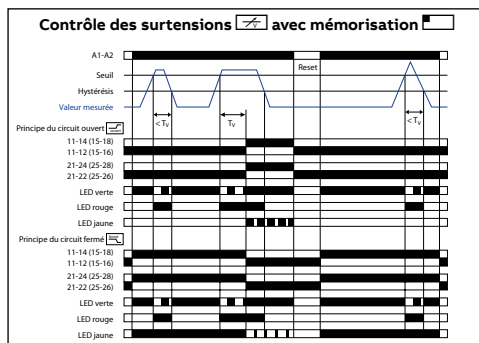 Contrôle des surtensions avec mémorisation
A1-A2
Reset
Seuil
Hystérésis
Valeur mesurée
< Tv
Tv
< Tv
Principe du circuit ouvert
11-14 (15-18)
11-12 (15-16)
21-24 (25-28)
21-22 (25-26)
LED verte
LED rouge
LED jaune
Principe du circuit fermé
11-14 (15-18)
11-12 (15-16)
21-24 (25-28)
21-22 (25-26)
LED verte
LED rouge
LED jaune